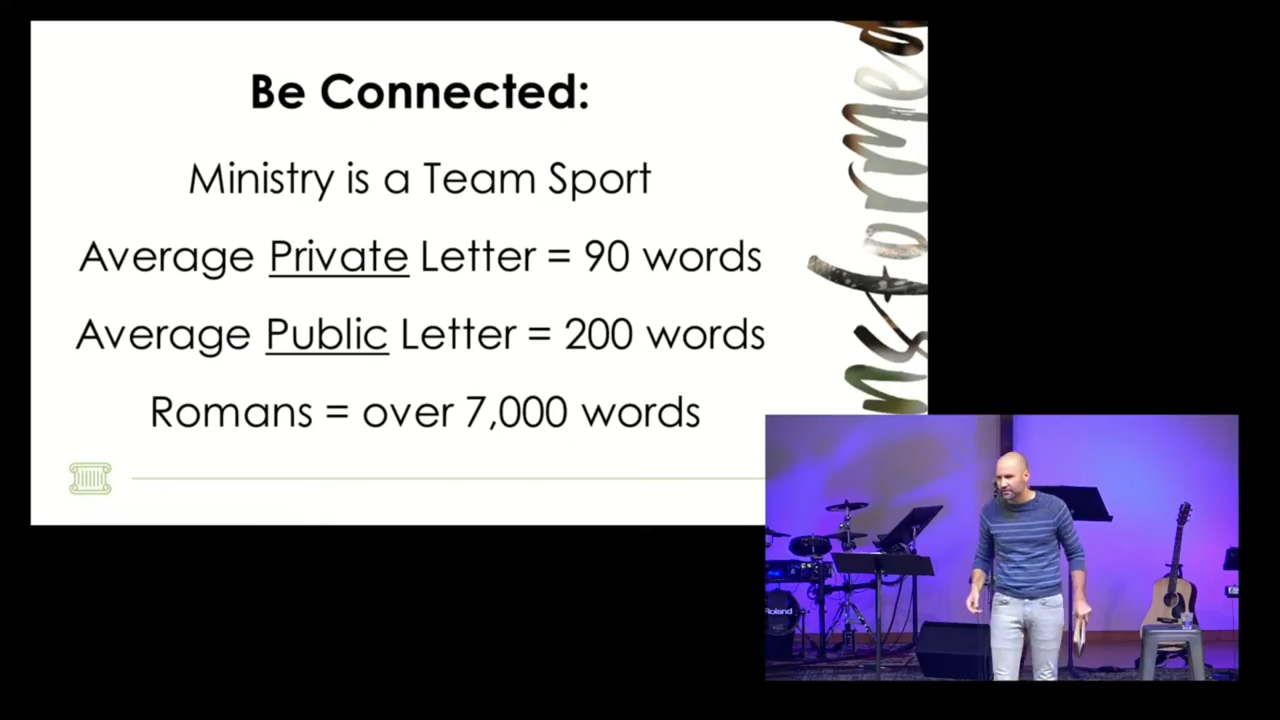 Be Connected:
Ministry is a Team Sport
Average Private Letter = 90 words
Average Public Letter = 200 words
Romans = over 7,000 words
nsformed
Roland